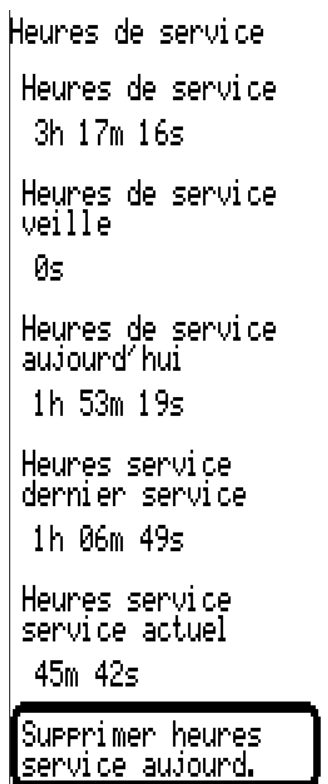 Heures de service
Heures de service
3h 17m 16s
Heures de service
veille
0s
Heures de service
aujourd'hui
1h 53m 19s
Heures service
dernier service
1h 06m 49s
Heures service
service actuel
45m 42s
Supprimer heures
service aujourd.